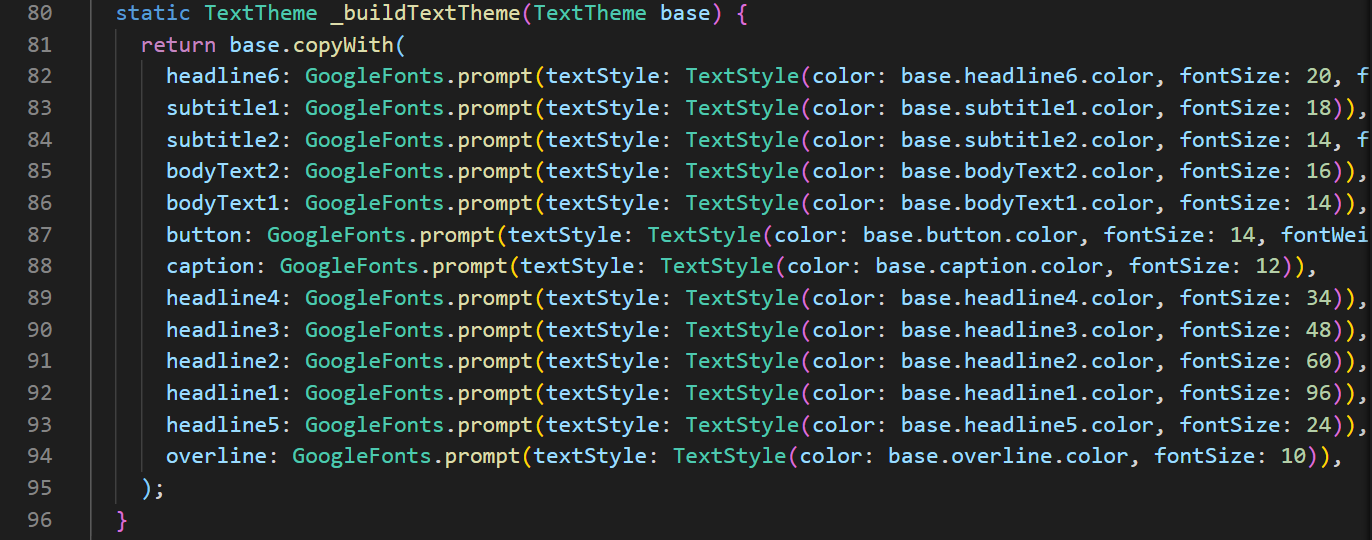 80 static TextTheme _buildTextTheme(TextTheme base) {
81 return base.copyWith(
82 headline6: GoogleFonts.prompt(textStyle: TextStyle(color: base.headline6.color, fontSize: 20, f
83 subtitle1: GoogleFonts.prompt(textStyle: TextStyle(color: base.subtitle1.color, fontSize: 18)),
84 subtitle2: GoogleFonts.prompt(textStyle: TextStyle(color: base.subtitle2.color, fontSize: 14, f
85 bodyText2: GoogleFonts.prompt(textStyle: TextStyle(color: base.bodyText2.color, fontSize: 16)),
86 bodyText1: GoogleFonts.prompt(textStyle: TextStyle(color: base.bodyText1.color, fontSize: 14)),
87 button: GoogleFonts.prompt(textStyle: TextStyle(color: base.button.color, fontSize: 14, fontWei
88 caption: GoogleFonts.prompt(textStyle: TextStyle(color: base.caption.color, fontSize: 12)),
89 headline4: GoogleFonts.prompt(textStyle: TextStyle(color: base.headline4.color, fontSize: 34)),
90 headline3: GoogleFonts.prompt(textStyle: TextStyle(color: base.headline3.color, fontSize: 48)),
91 headline2: GoogleFonts.prompt(textStyle: TextStyle(color: base.headline2.color, fontSize: 60)),
92 headline1: GoogleFonts.prompt(textStyle: TextStyle(color: base.headline1.color, fontSize: 96)),
93 headline5: GoogleFonts.prompt(textStyle: TextStyle(color: base.headline5.color, fontSize: 24)),
94 overline: GoogleFonts.prompt(textStyle: TextStyle(color: base.overline.color, fontSize: 10)),
95 );
96 }